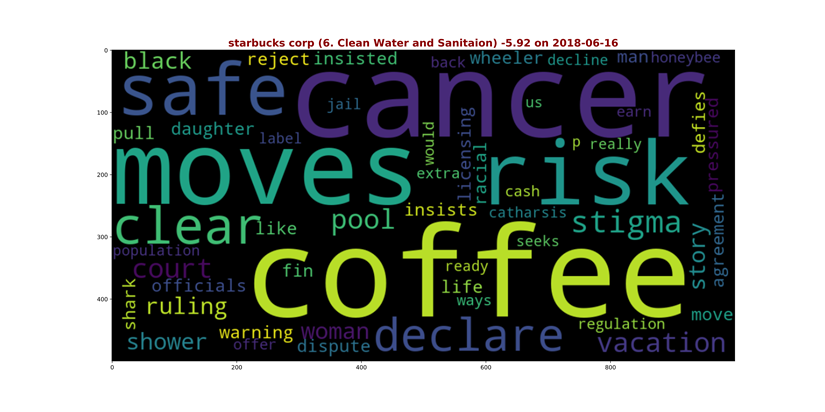 starbucks corp (6. Clean Water and Sanitaion) -5.92 on 2018-06-16
black reject insisted back wheeler decline man honeybee
safe cancer
jail us earn
pull daughter label would licensing racial p really defies pressured
moves risk
extra cash
clear like pool insists catharsis stigma
population seeks story agreement
court fin coffee ready
officials life
shark ruling ways move
warning woman declare regulation
shower offer dispute vacation
0
100
200
300
400
0 200 400 600 800